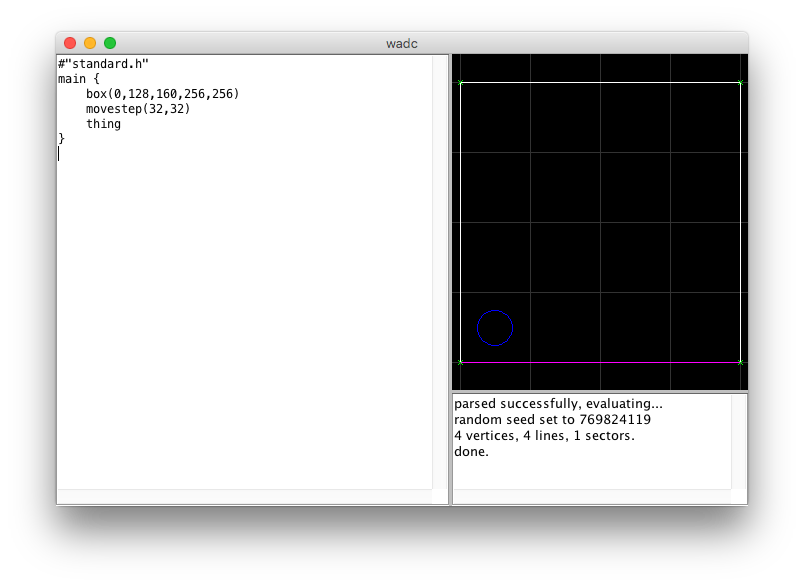 wadc
#"standard.h"
main {
    box(0,128,160,256,256)
    movestep(32,32)
    thing
}
parsed successfully, evaluating...
random seed set to 769824119
4 vertices, 4 lines, 1 sectors.
done.